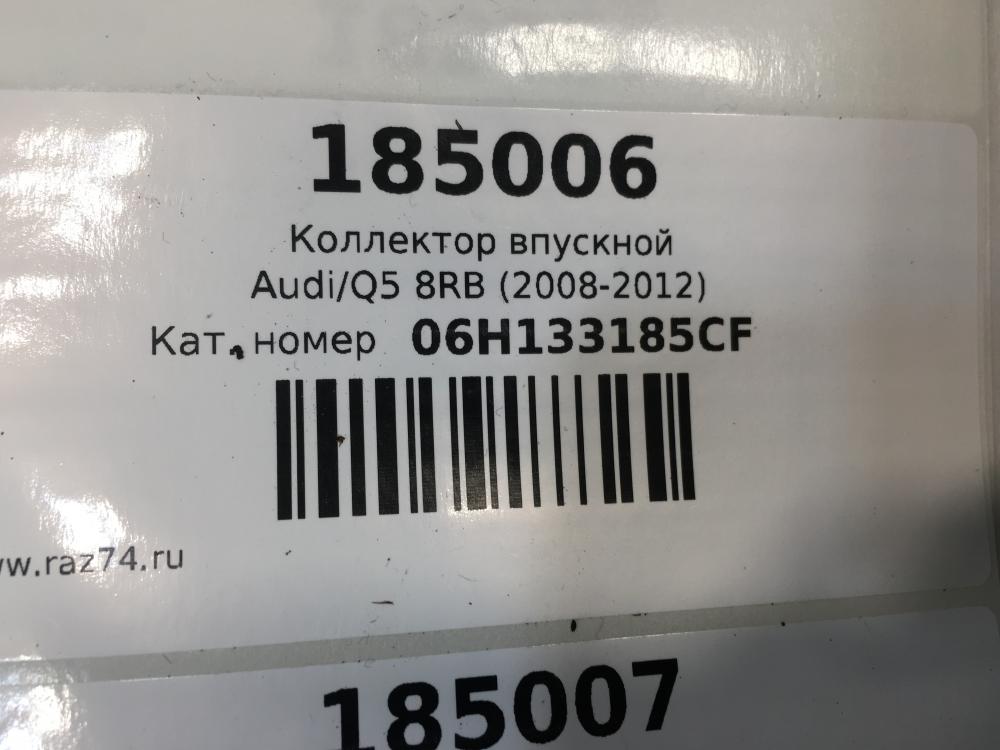 185006
Коллектор впускной
Audi/Q5 8RB (2008-2012)
Кат. номер 06H133185CF
w.raz74.ru
185007